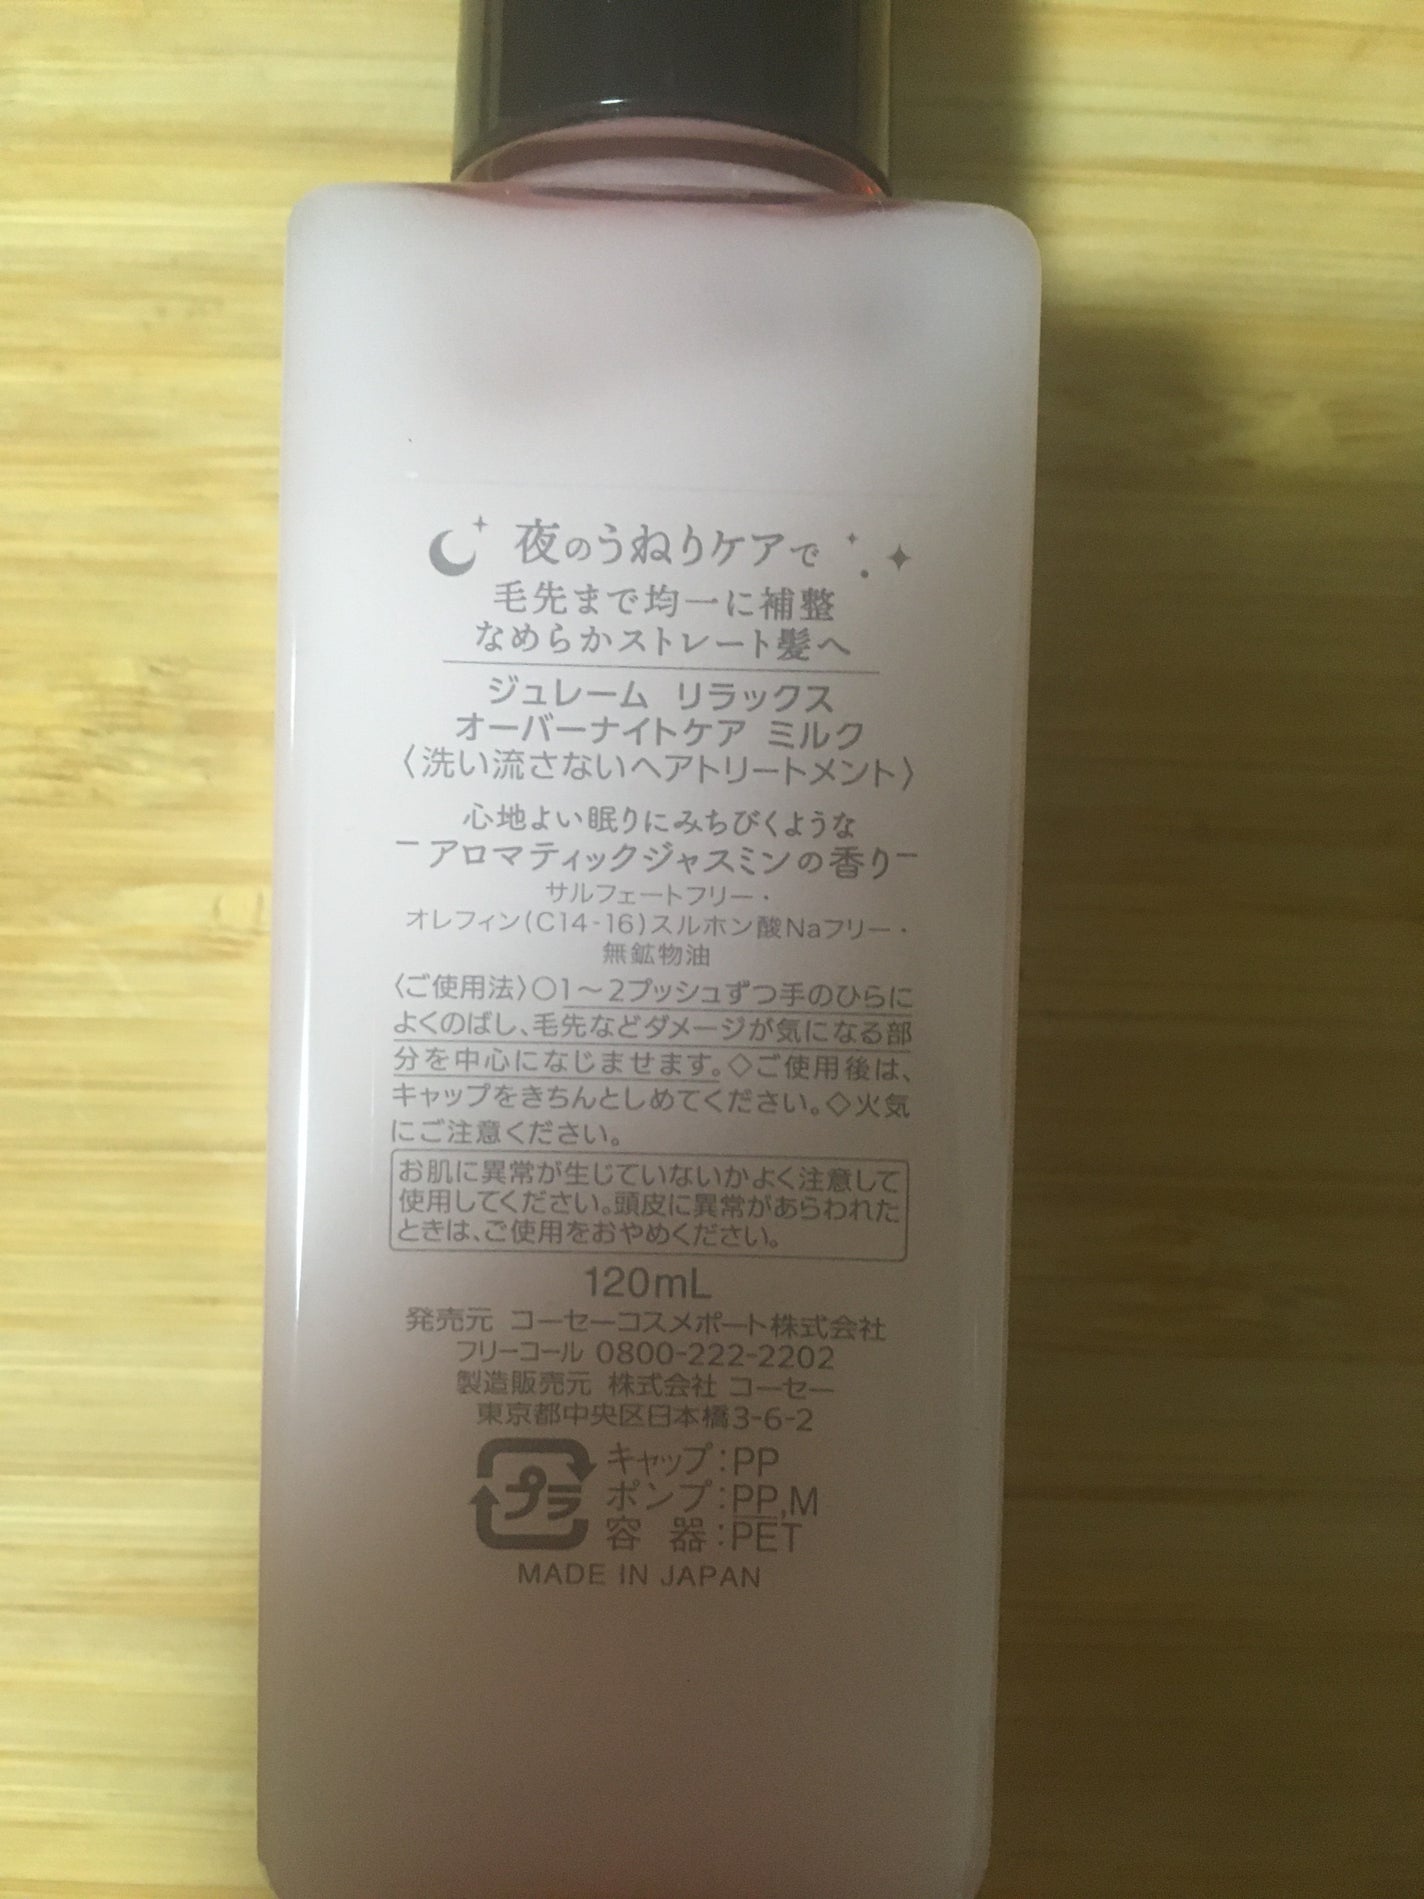 夜のうねりケアで
毛先まで均一に補整
なめらかストレート髪へ
ジュレーム リラックス
オーバーナイトケア ミルク
〈洗い流さないヘアトリートメント〉
心地よい眠りにみちびくような
－アロマティックジャスミンの香り－
サルフェートフリー・
オレフィン(C14-16)スルホン酸Naフリー・
無鉱物油
〈ご使用法〉○1～2プッシュずつ手のひらに
よくのばし、毛先などダメージが気になる部
分を中心になじませます。◇ご使用後は、
キャップをきちんとしめてください。◇火気
にご注意ください。
お肌に異常が生じていないかよく注意して
使用してください。頭皮に異常があらわれた
ときは、ご使用をおやめください。
120mL
発売元 コーセーコスメポート株式会社
フリーコール 0800-222-2202
製造販売元 株式会社 コーセー
東京都中央区日本橋3-6-2
プラ
キャップ:PP
ポンプ:PP,M
容 器:PET
MADE IN JAPAN